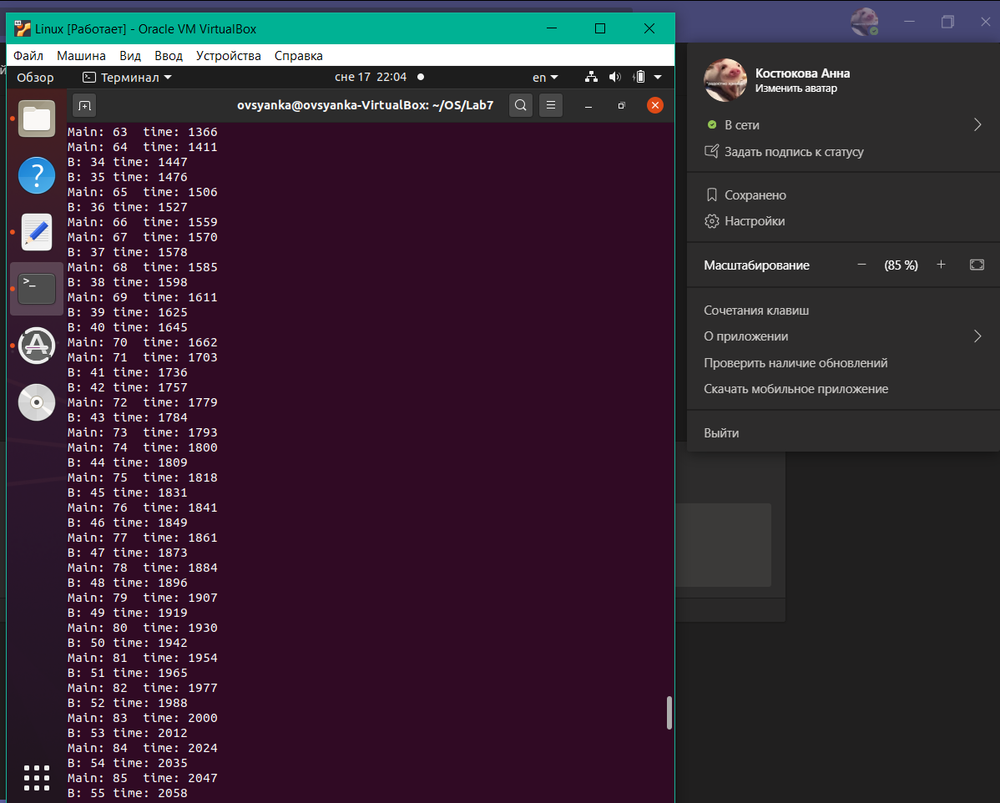 Linux [Работает] - Oracle VM VirtualBox
Файл Машина Вид Ввод Устройства Справка
Обзор Терминал сне 17 22:04 en
ovsyanka@ovsyanka-VirtualBox: ~/OS/Lab7
Main: 63 time: 1366
Main: 64 time: 1411
B: 34 time: 1447
B: 35 time: 1476
Main: 65 time: 1506
B: 36 time: 1527
Main: 66 time: 1559
Main: 67 time: 1570
B: 37 time: 1578
Main: 68 time: 1585
B: 38 time: 1598
Main: 69 time: 1611
B: 39 time: 1625
B: 40 time: 1645
Main: 70 time: 1662
Main: 71 time: 1703
B: 41 time: 1736
B: 42 time: 1757
Main: 72 time: 1779
B: 43 time: 1784
Main: 73 time: 1793
Main: 74 time: 1800
B: 44 time: 1809
Main: 75 time: 1818
B: 45 time: 1831
Main: 76 time: 1841
B: 46 time: 1849
Main: 77 time: 1861
B: 47 time: 1873
Main: 78 time: 1884
B: 48 time: 1896
Main: 79 time: 1907
B: 49 time: 1919
Main: 80 time: 1930
B: 50 time: 1942
Main: 81 time: 1954
B: 51 time: 1965
Main: 82 time: 1977
B: 52 time: 1988
Main: 83 time: 2000
B: 53 time: 2012
Main: 84 time: 2024
B: 54 time: 2035
Main: 85 time: 2047
B: 55 time: 2058
Костюкова Анна
Изменить аватар
В сети
Задать подпись к статусу
Сохранено
Настройки
Масштабирование — (85 %) +
Сочетания клавиш
О приложении
Проверить наличие обновлений
Скачать мобильное приложение
Выйти